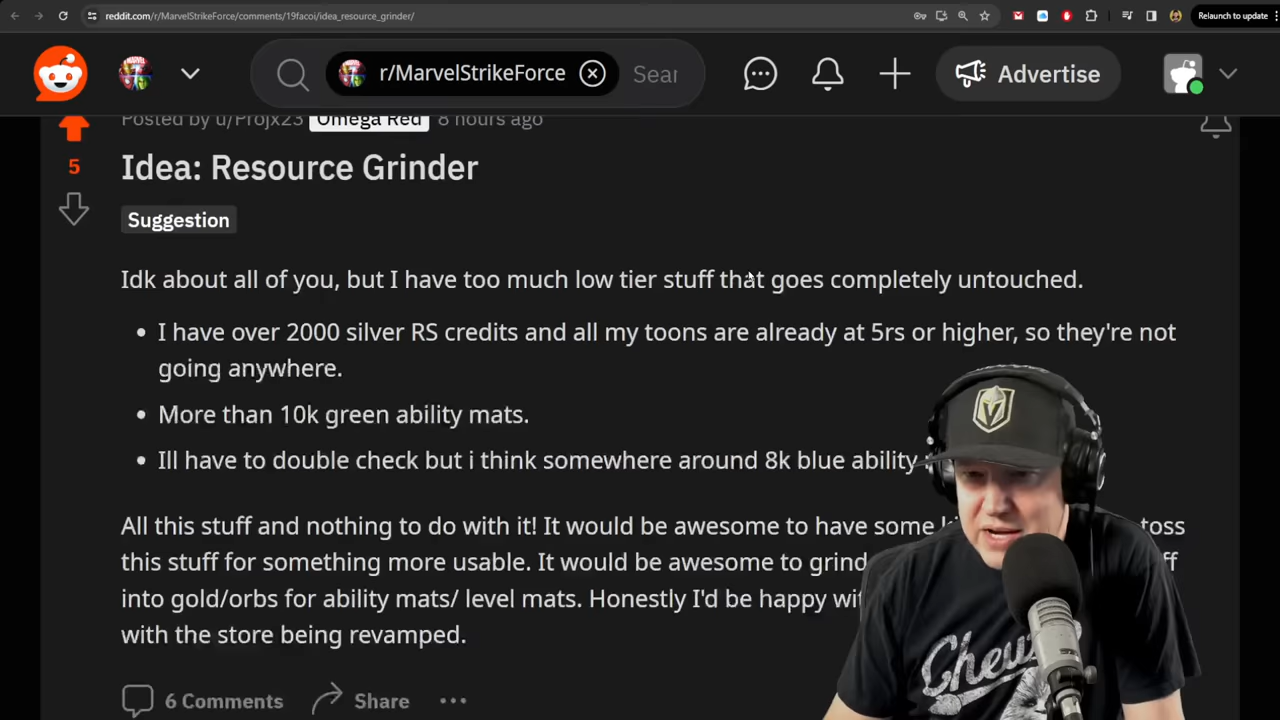 reddit.com/r/MarvelStrikeForce/comments/19facoi/idea_resource_grinder/
Relaunch to update
r/MarvelStrikeForce
Sear
Advertise
Posted by u/Projx23 Omega Red 8 hours ago
5
Idea: Resource Grinder
Suggestion
Idk about all of you, but I have too much low tier stuff that goes completely untouched.
• I have over 2000 silver RS credits and all my toons are already at 5rs or higher, so they're not
going anywhere.
• More than 10k green ability mats.
• Ill have to double check but i think somewhere around 8k blue ability
All this stuff and nothing to do with it! It would be awesome to have some toss
this stuff for something more usable. It would be awesome to grind
into gold/orbs for ability mats/ level mats. Honestly I'd be happy
with the store being revamped.
6 Comments
Share